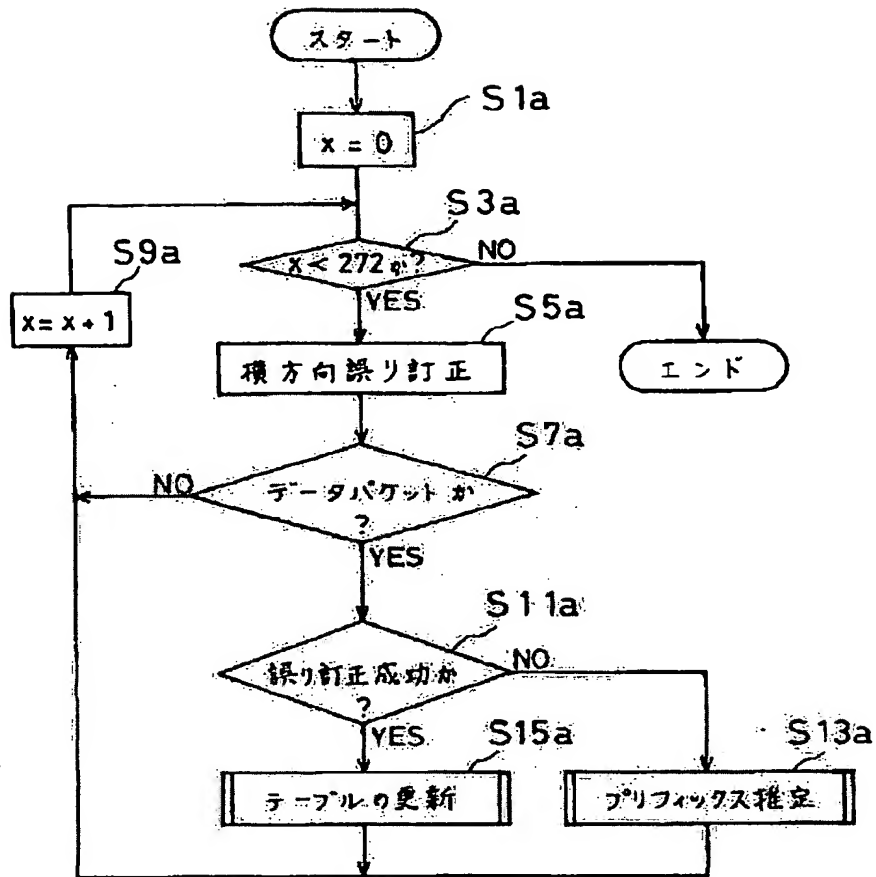 スタート
S1a
x = 0
S3a
x < 272か?
NO
YES
S9a
x = x + 1
S5a
横方向誤り訂正
エンド
S7a
データパケットか
?
NO
YES
S11a
誤り訂正成功か
?
NO
YES
S15a
テーブルの更新
S13a
プリフィックス推定